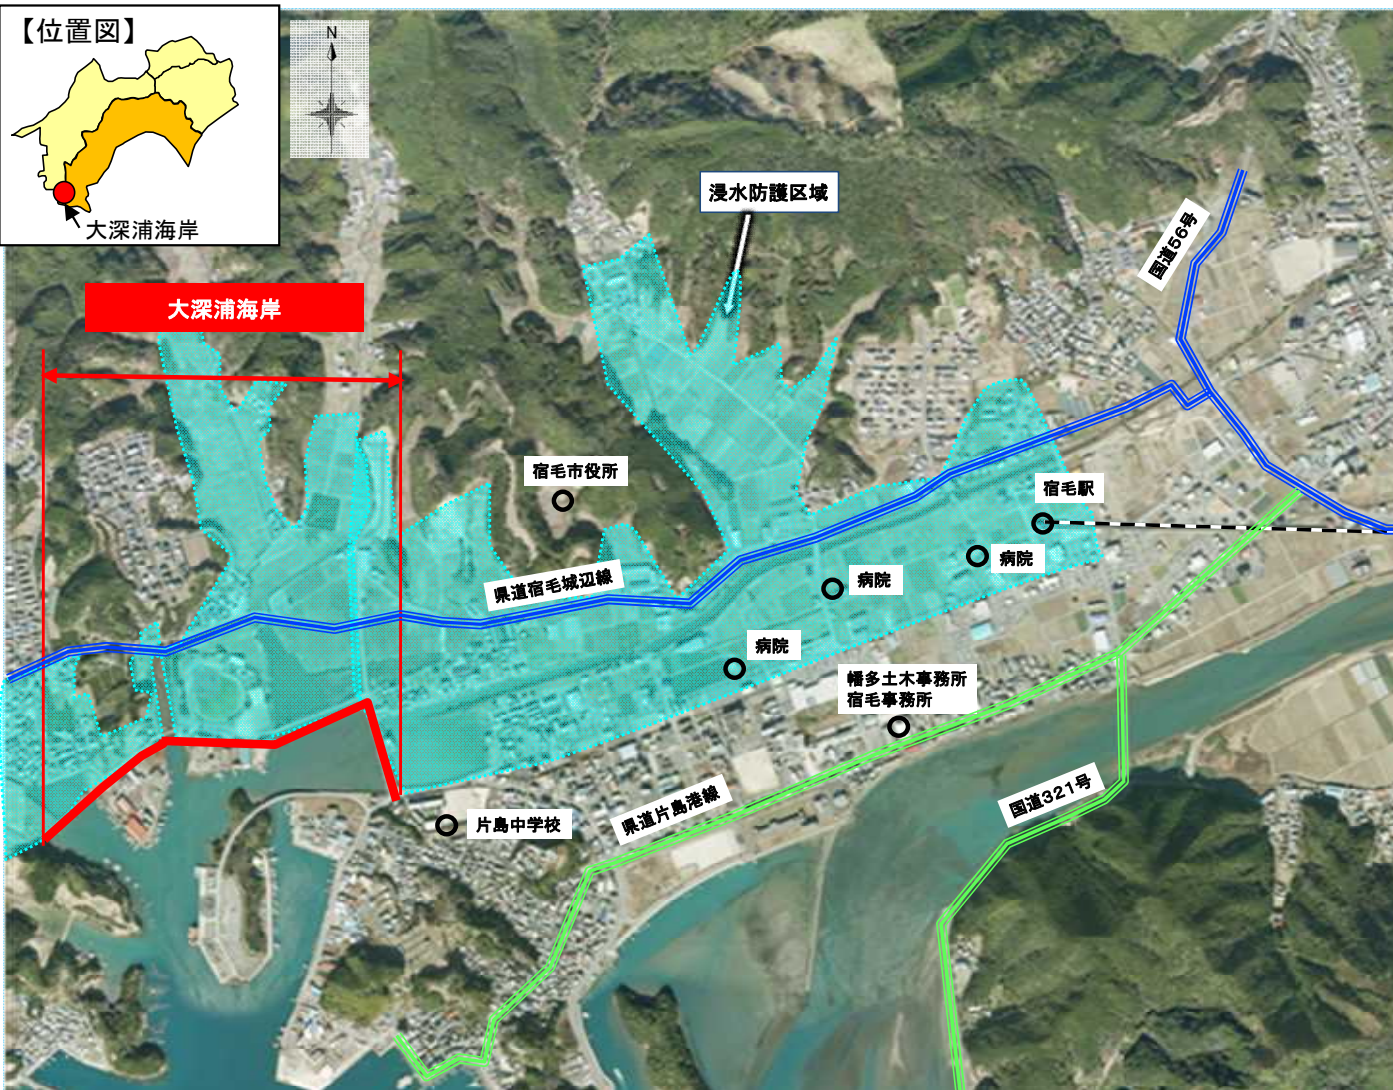 【位置図】
大深浦海岸
N
浸水防護区域
国道56号
大深浦海岸
宿毛市役所
宿毛駅
病院
病院
県道宿毛城辺線
病院
幡多土木事務所
宿毛事務所
国道321号
県道片島港線
片島中学校